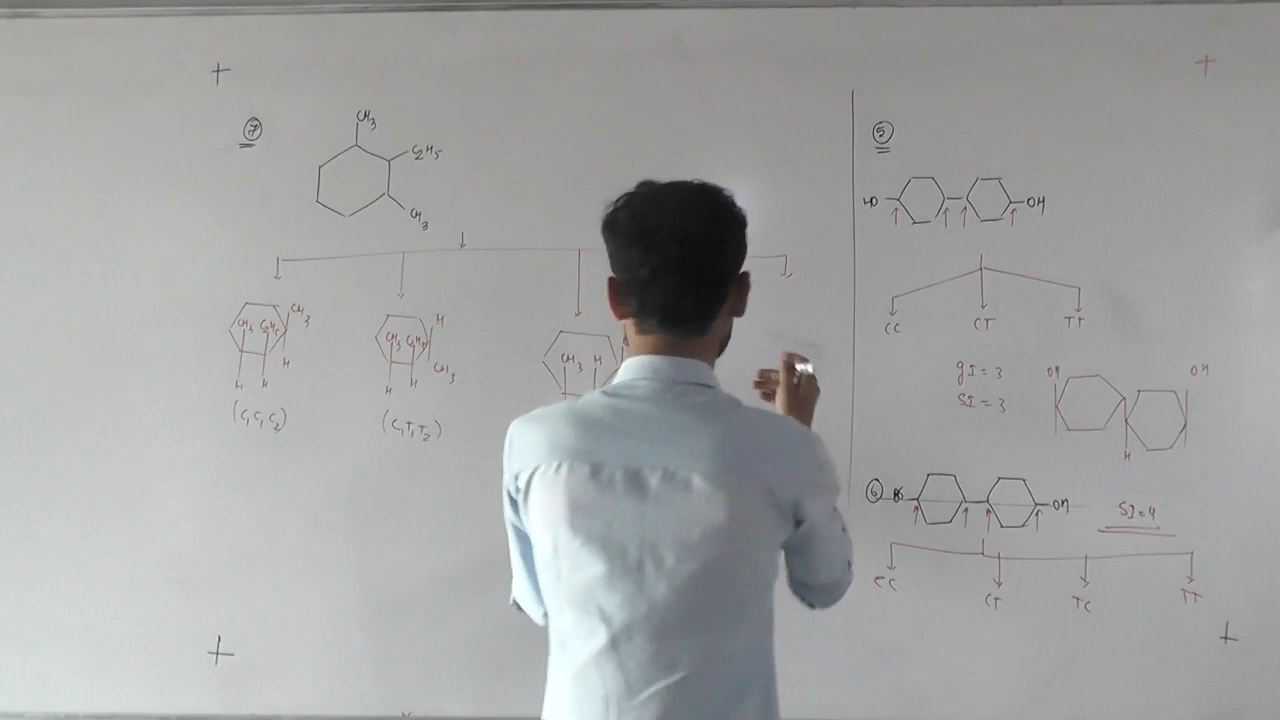 7
CH3
C2H5
CH3
CH3 C2H5 CH3
H H H
(C, C, C2)
CH3 C2H5 H
H H CH3
(C, T, T2)
CH3 H
5
HO OH
CC CT TT
gI = 3
SI = 3
OH OH
H
6
OH
SI = 4
CC CT TC TT